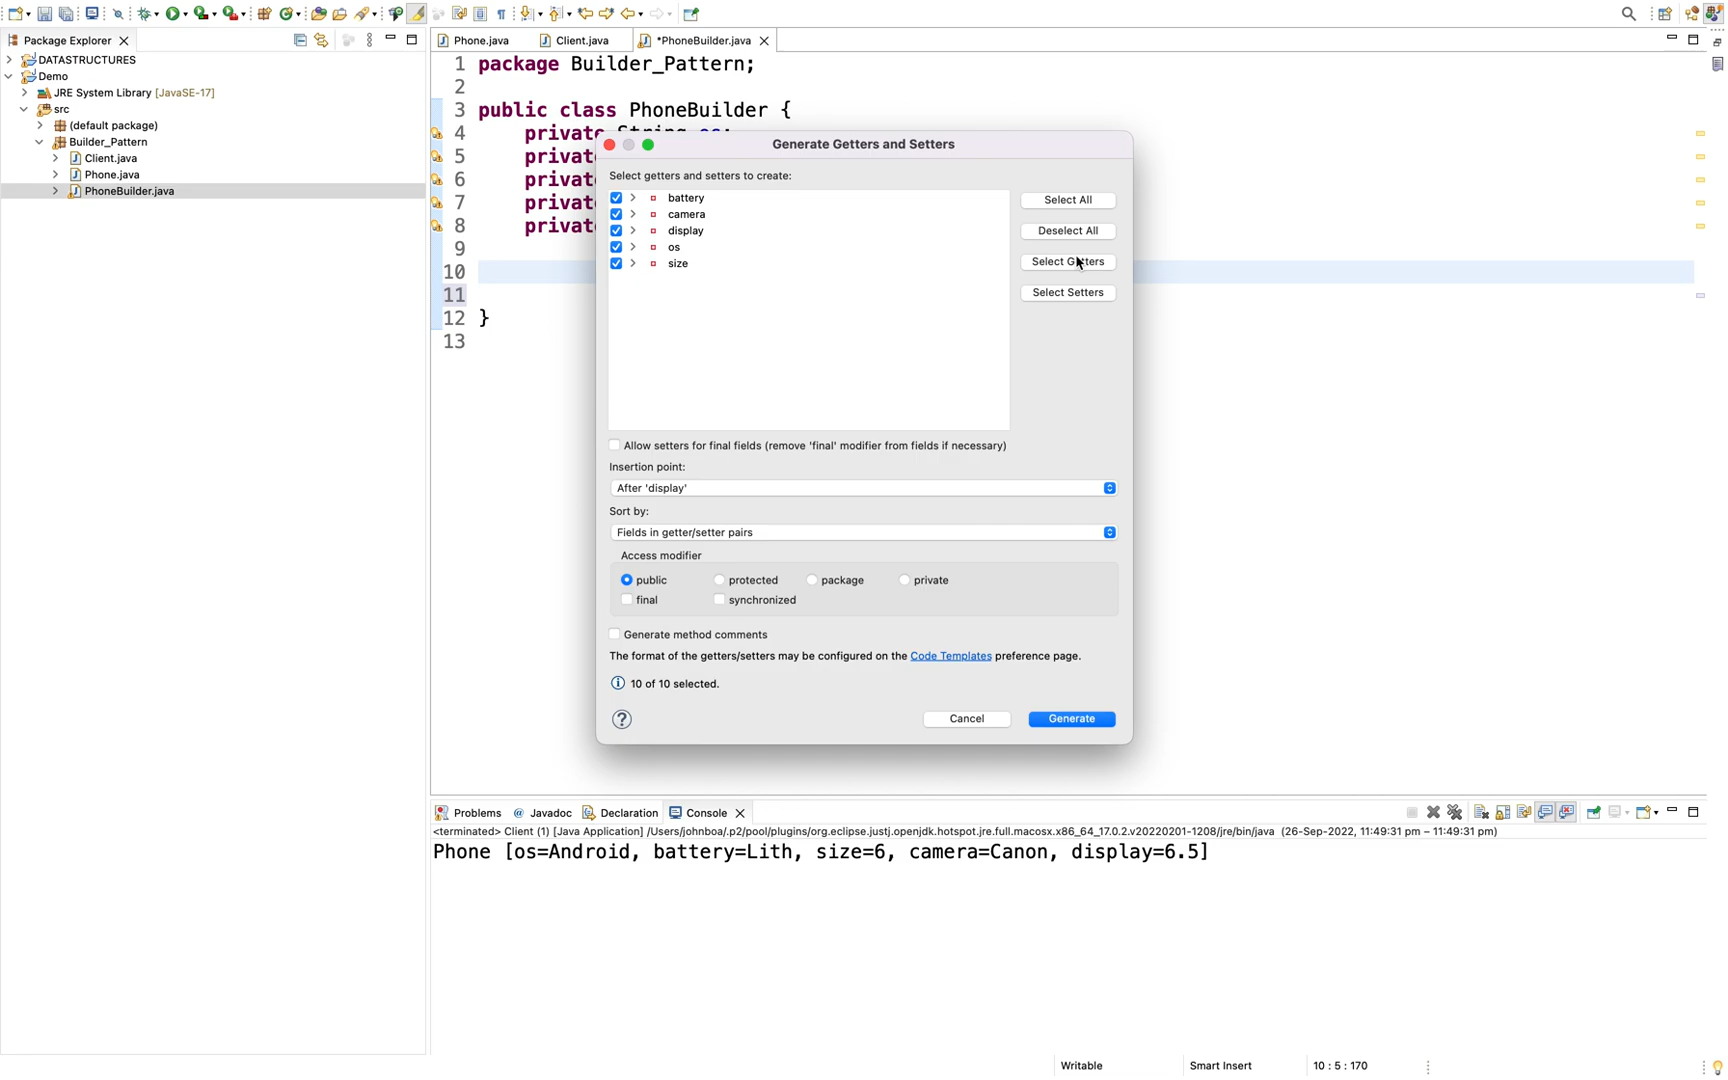 Package Explorer
DATASTRUCTURES
Demo
JRE System Library [JavaSE-17]
src
(default package)
Builder_Pattern
Client.java
Phone.java
PhoneBuilder.java
Phone.java
Client.java
*PhoneBuilder.java
1 package Builder_Pattern;
2
3 public class PhoneBuilder {
4 private String os;
5 privat
6 privat
7 privat
8 privat
9
10
11
12 }
13
Generate Getters and Setters
Select getters and setters to create:
battery
camera
display
os
size
Select All
Deselect All
Select Getters
Select Setters
Allow setters for final fields (remove 'final' modifier from fields if necessary)
Insertion point:
After 'display'
Sort by:
Fields in getter/setter pairs
Access modifier
public protected package private
final synchronized
Generate method comments
The format of the getters/setters may be configured on the Code Templates preference page.
10 of 10 selected.
Cancel
Generate
Problems
Javadoc
Declaration
Console
<terminated> Client (1) [Java Application] /Users/johnboa/.p2/pool/plugins/org.eclipse.justj.openjdk.hotspot.jre.full.macosx.x86_64_17.0.2.v20220201-1208/jre/bin/java (26-Sep-2022, 11:49:31 pm – 11:49:31 pm)
Phone [os=Android, battery=Lith, size=6, camera=Canon, display=6.5]
Writable
Smart Insert
10 : 5 : 170